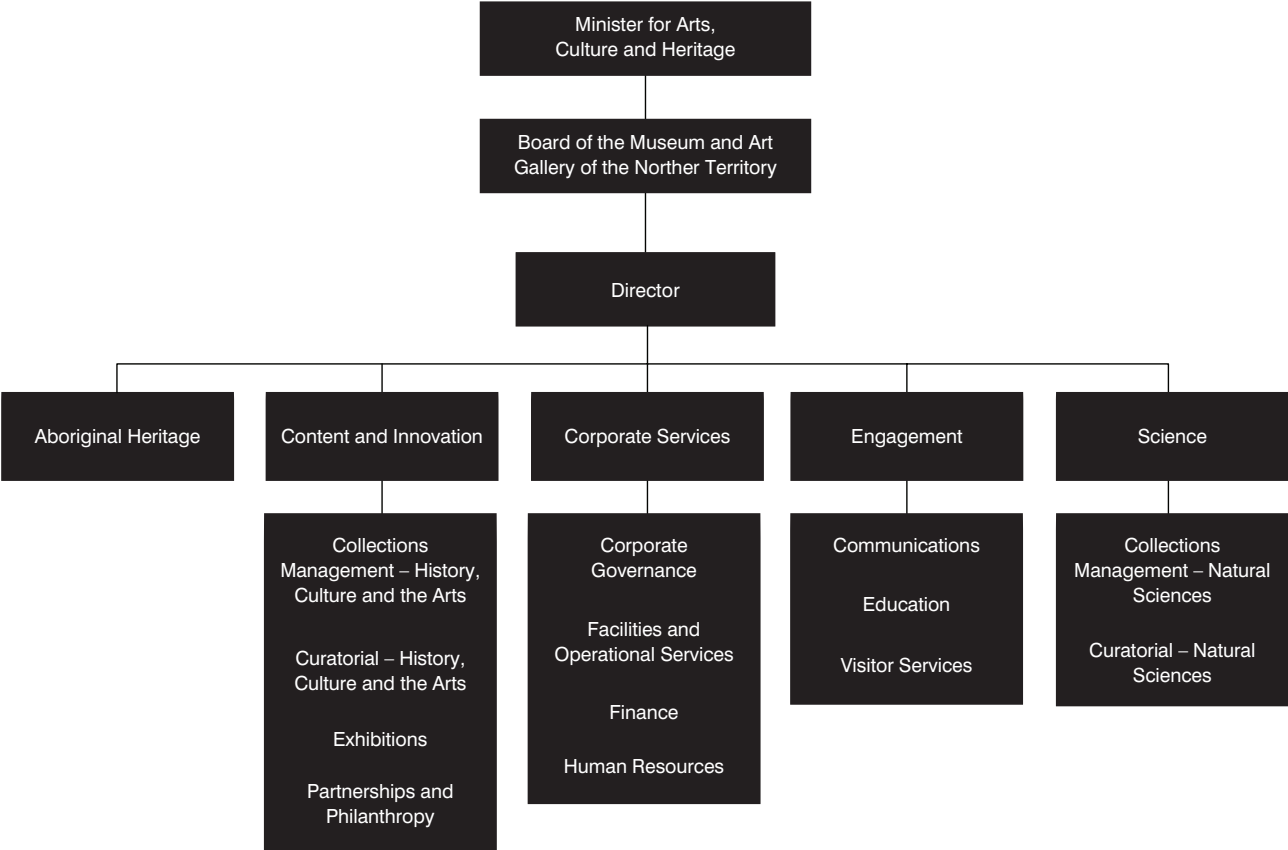 Minister for Arts,
Culture and Heritage
Board of the Museum and Art
Gallery of the Norther Territory
Director
Aboriginal Heritage
Content and Innovation
Corporate Services
Engagement
Science
Collections
Management – History,
Culture and the Arts
Curatorial – History,
Culture and the Arts
Exhibitions
Partnerships and
Philanthropy
Corporate
Governance
Facilities and
Operational Services
Finance
Human Resources
Communications
Education
Visitor Services
Collections
Management – Natural
Sciences
Curatorial – Natural
Sciences